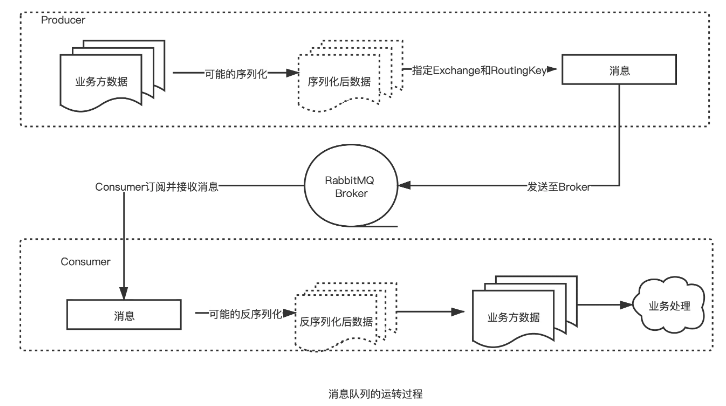 Producer
业务方数据
可能的序列化
序列化后数据
指定Exchange和RoutingKey
消息
Consumer订阅并接收消息
RabbitMQ
Broker
发送至Broker
Consumer
消息
可能的反序列化
反序列化后数据
业务方数据
业务处理
消息队列的运转过程